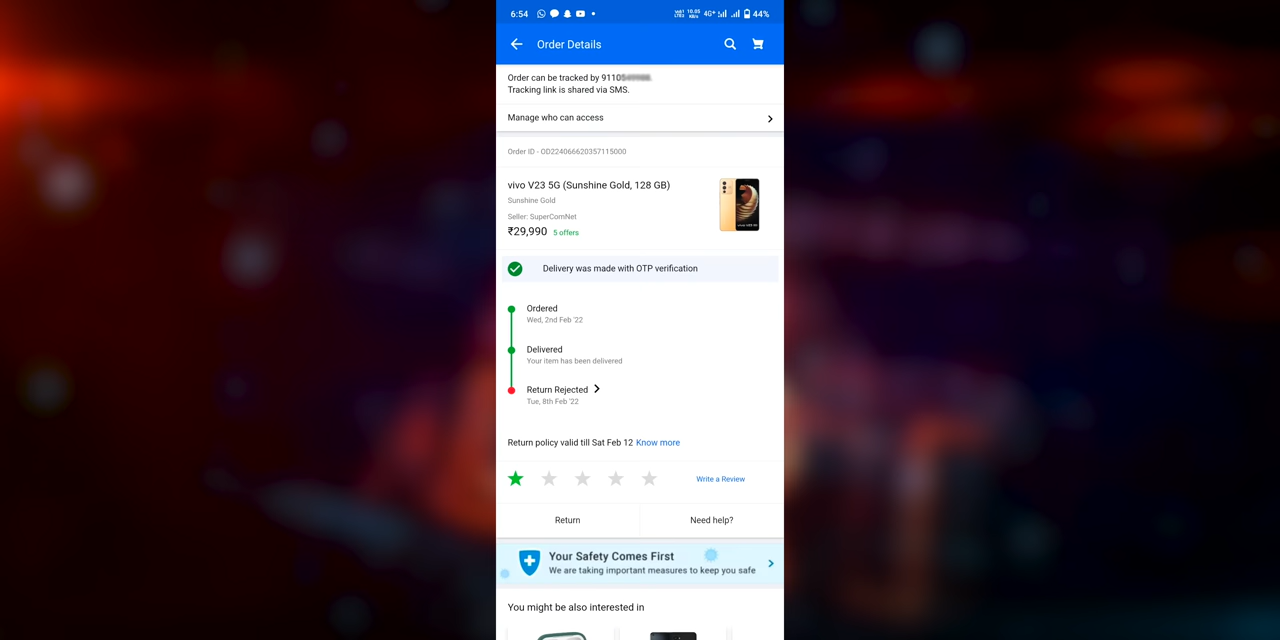 6:54
4G+ 44%
Order Details
Order can be tracked by 9110
Tracking link is shared via SMS.
Manage who can access
Order ID - OD224066620357115000
vivo V23 5G (Sunshine Gold, 128 GB)
Sunshine Gold
Seller: SuperComNet
₹29,990 5 offers
Delivery was made with OTP verification
Ordered
Wed, 2nd Feb '22
Delivered
Your item has been delivered
Return Rejected
Tue, 8th Feb '22
Return policy valid till Sat Feb 12 Know more
Write a Review
Return
Need help?
Your Safety Comes First
We are taking important measures to keep you safe
You might be also interested in